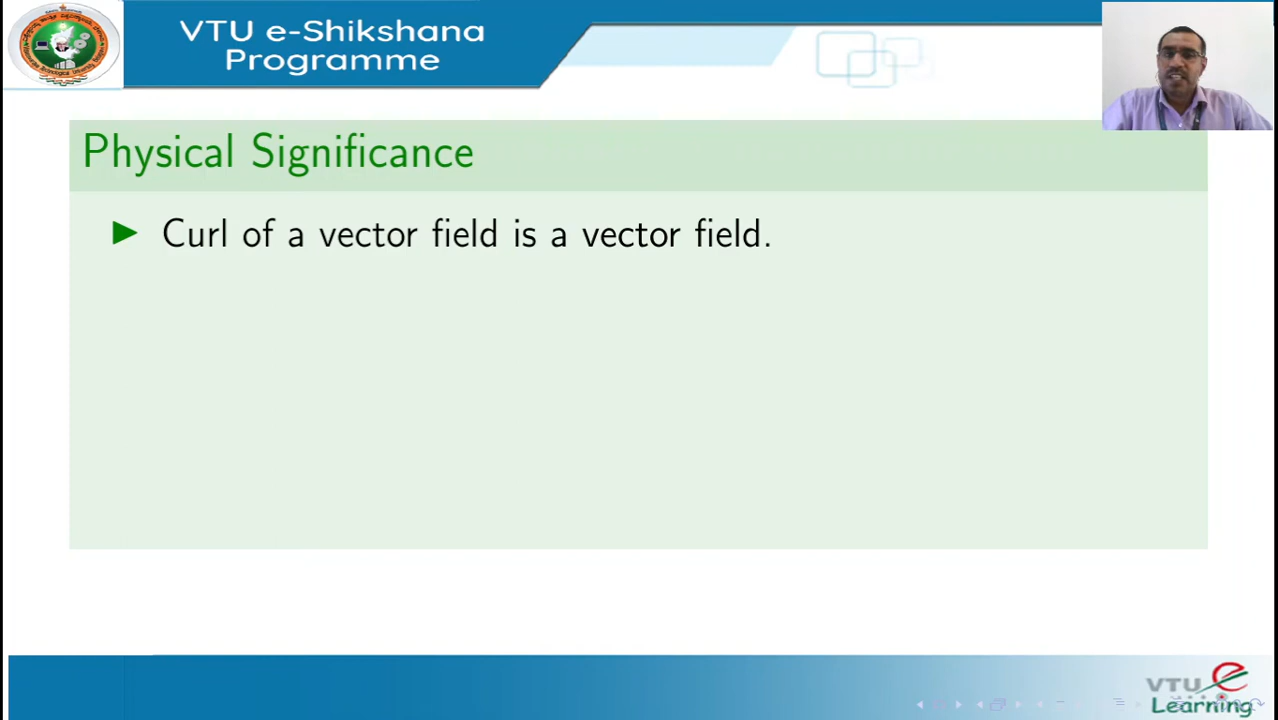 VTU e-Shikshana
Programme
Physical Significance
Curl of a vector field is a vector field.
VTU e
Learning